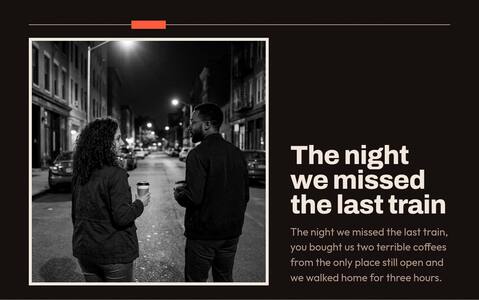 The night
we missed
the last train
The night we missed the last train,
you bought us two terrible coffees
from the only place still open and
we walked home for three hours.